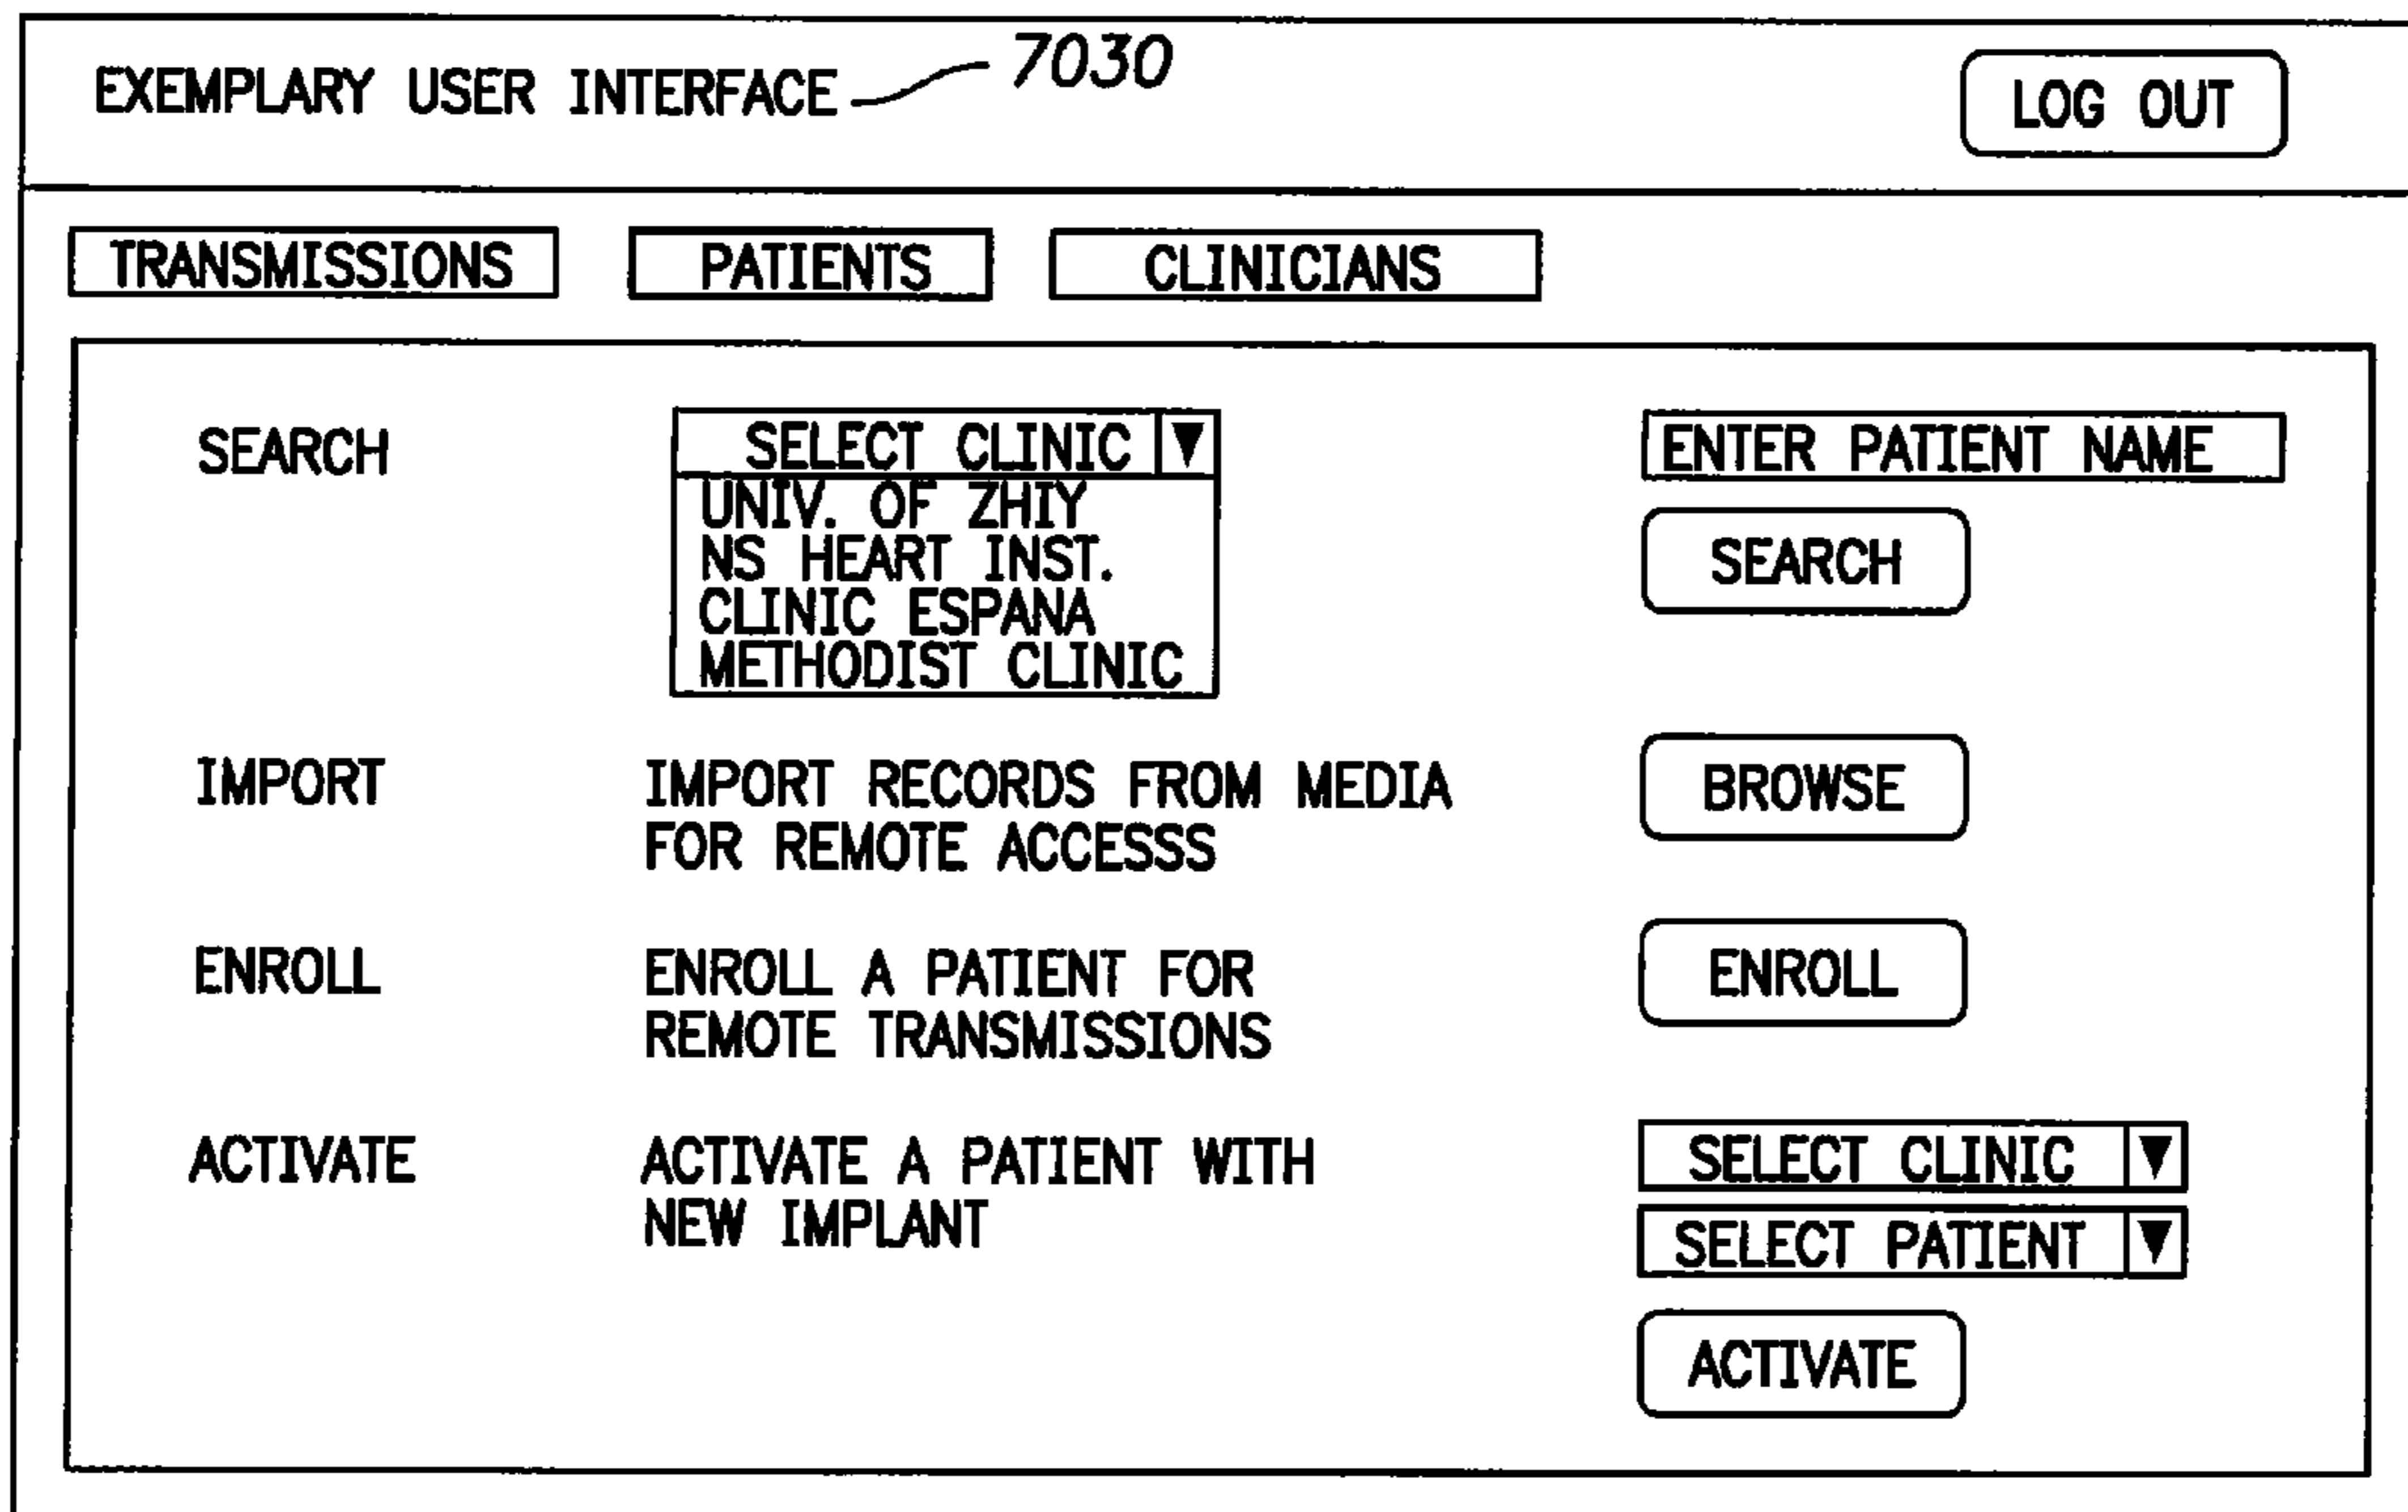 EXEMPLARY USER INTERFACE 7030 LOG OUT
TRANSMISSIONS PATIENTS CLINICIANS
SEARCH SELECT CLINIC ▼ ENTER PATIENT NAME
UNIV. OF ZHIY
NS HEART INST.
SEARCH
CLINIC ESPANA
METHODIST CLINIC
IMPORT IMPORT RECORDS FROM MEDIA BROWSE
FOR REMOTE ACCESSS
ENROLL ENROLL A PATIENT FOR ENROLL
REMOTE TRANSMISSIONS
ACTIVATE ACTIVATE A PATIENT WITH SELECT CLINIC ▼
NEW IMPLANT SELECT PATIENT ▼
ACTIVATE